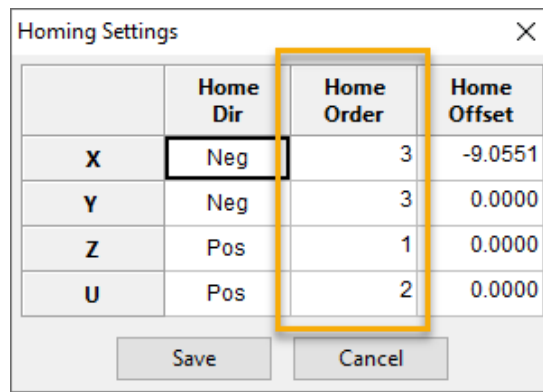 Homing Settings
Home Dir Home Order Home Offset
X Neg 3 -9.0551
Y Neg 3 0.0000
Z Pos 1 0.0000
U Pos 2 0.0000
Save Cancel